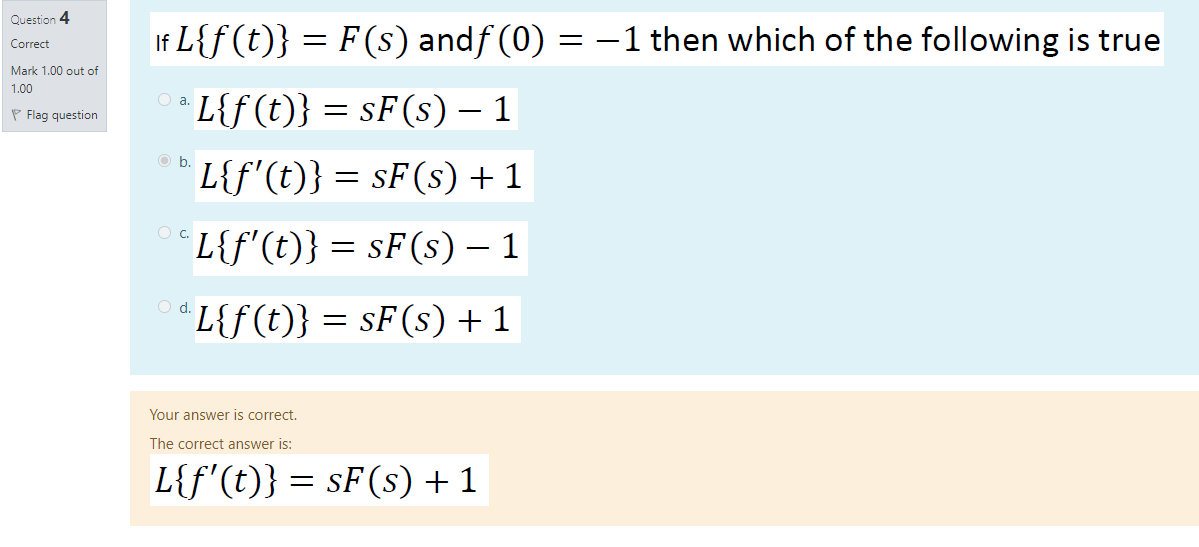 Question 4
Correct
Mark 1.00 out of
1.00
Flag question
If L{f(t)} = F(s) andf(0) = −1 then which of the following is true
a. L{f(t)} = sF(s) − 1
b. L{f'(t)} = sF(s) + 1
c. L{f'(t)} = sF(s) − 1
d. L{f(t)} = sF(s) + 1
Your answer is correct.
The correct answer is:
L{f'(t)} = sF(s) + 1